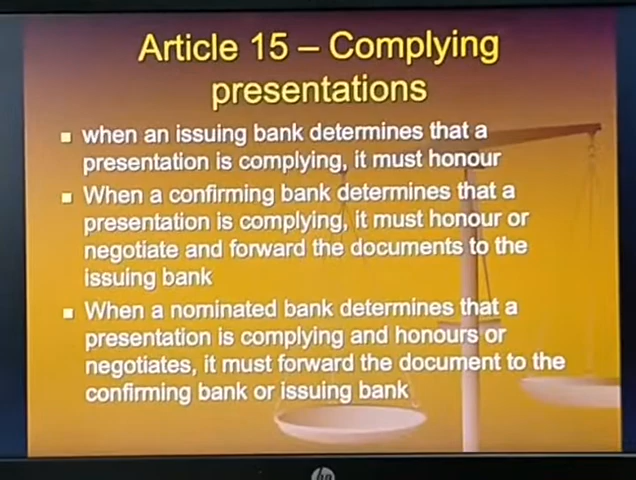 Article 15 – Complying
presentations
when an issuing bank determines that a
presentation is complying, it must honour
When a confirming bank determines that a
presentation is complying, it must honour or
negotiate and forward the documents to the
issuing bank
When a nominated bank determines that a
presentation is complying and honours or
negotiates, it must forward the document to the
confirming bank or issuing bank
hp